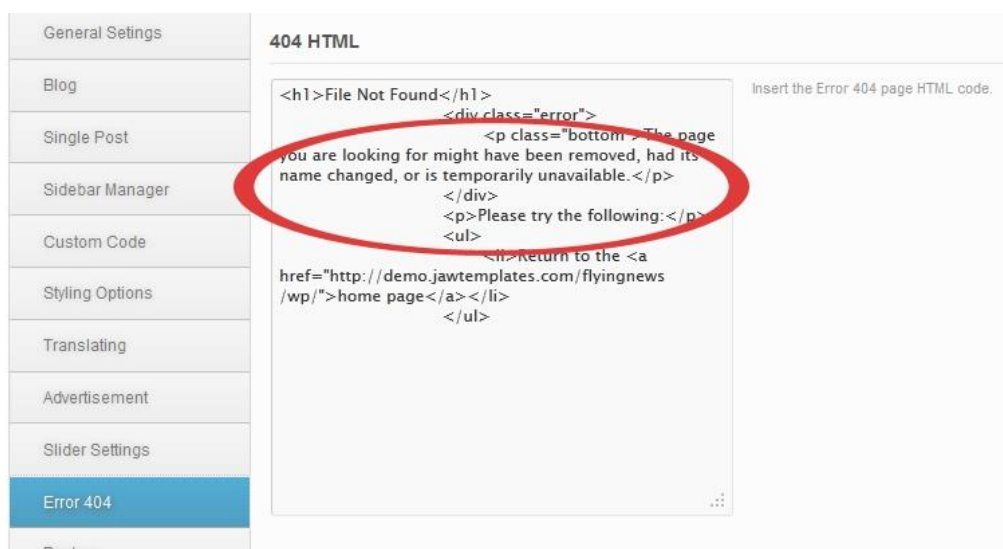 General Setings
Blog
Single Post
Sidebar Manager
Custom Code
Styling Options
Translating
Advertisement
Slider Settings
Error 404
404 HTML
<h1>File Not Found</h1>
<div class="error">
<p class="bottom">The page
you are looking for might have been removed, had its
name changed, or is temporarily unavailable.</p>
</div>
<p>Please try the following:</p>
<ul>
<li>Return to the <a
href="http://demo.jawtemplates.com/flyingnews
/wp/">home page</a></li>
</ul>
Insert the Error 404 page HTML code.